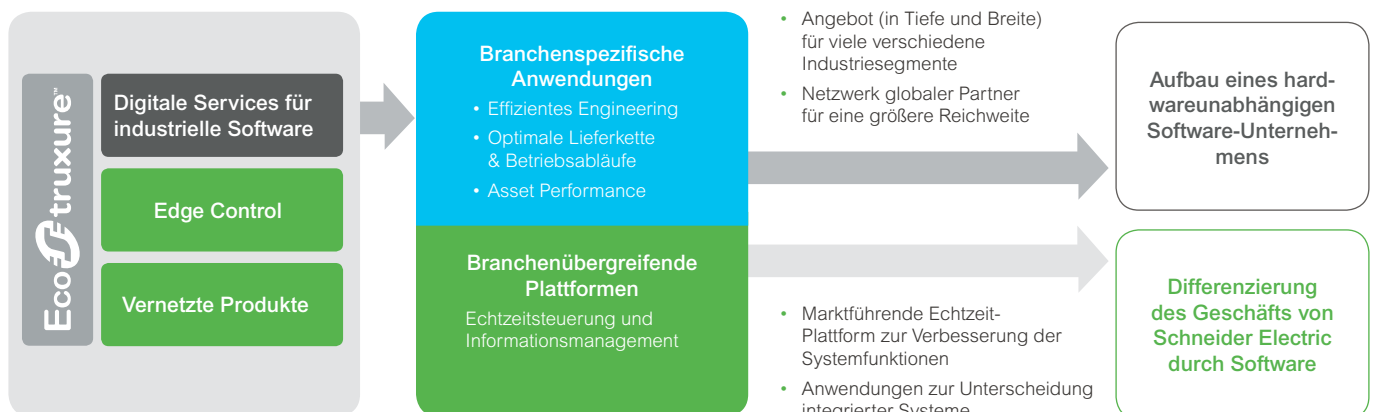 EcoStruxure™
Digitale Services für
industrielle Software
Edge Control
Vernetzte Produkte
Branchenspezifische
Anwendungen
• Effizientes Engineering
• Optimale Lieferkette
& Betriebsabläufe
• Asset Performance
Branchenübergreifende
Plattformen
Echtzeitsteuerung und
Informationsmanagement
• Angebot (in Tiefe und Breite)
für viele verschiedene
Industriesegmente
• Netzwerk globaler Partner
für eine größere Reichweite
• Marktführende Echtzeit-
Plattform zur Verbesserung der
Systemfunktionen
• Anwendungen zur Unterscheidung
integrierter Systeme
Aufbau eines hard-
wareunabhängigen
Software-Unterneh-
mens
Differenzierung
des Geschäfts von
Schneider Electric
durch Software